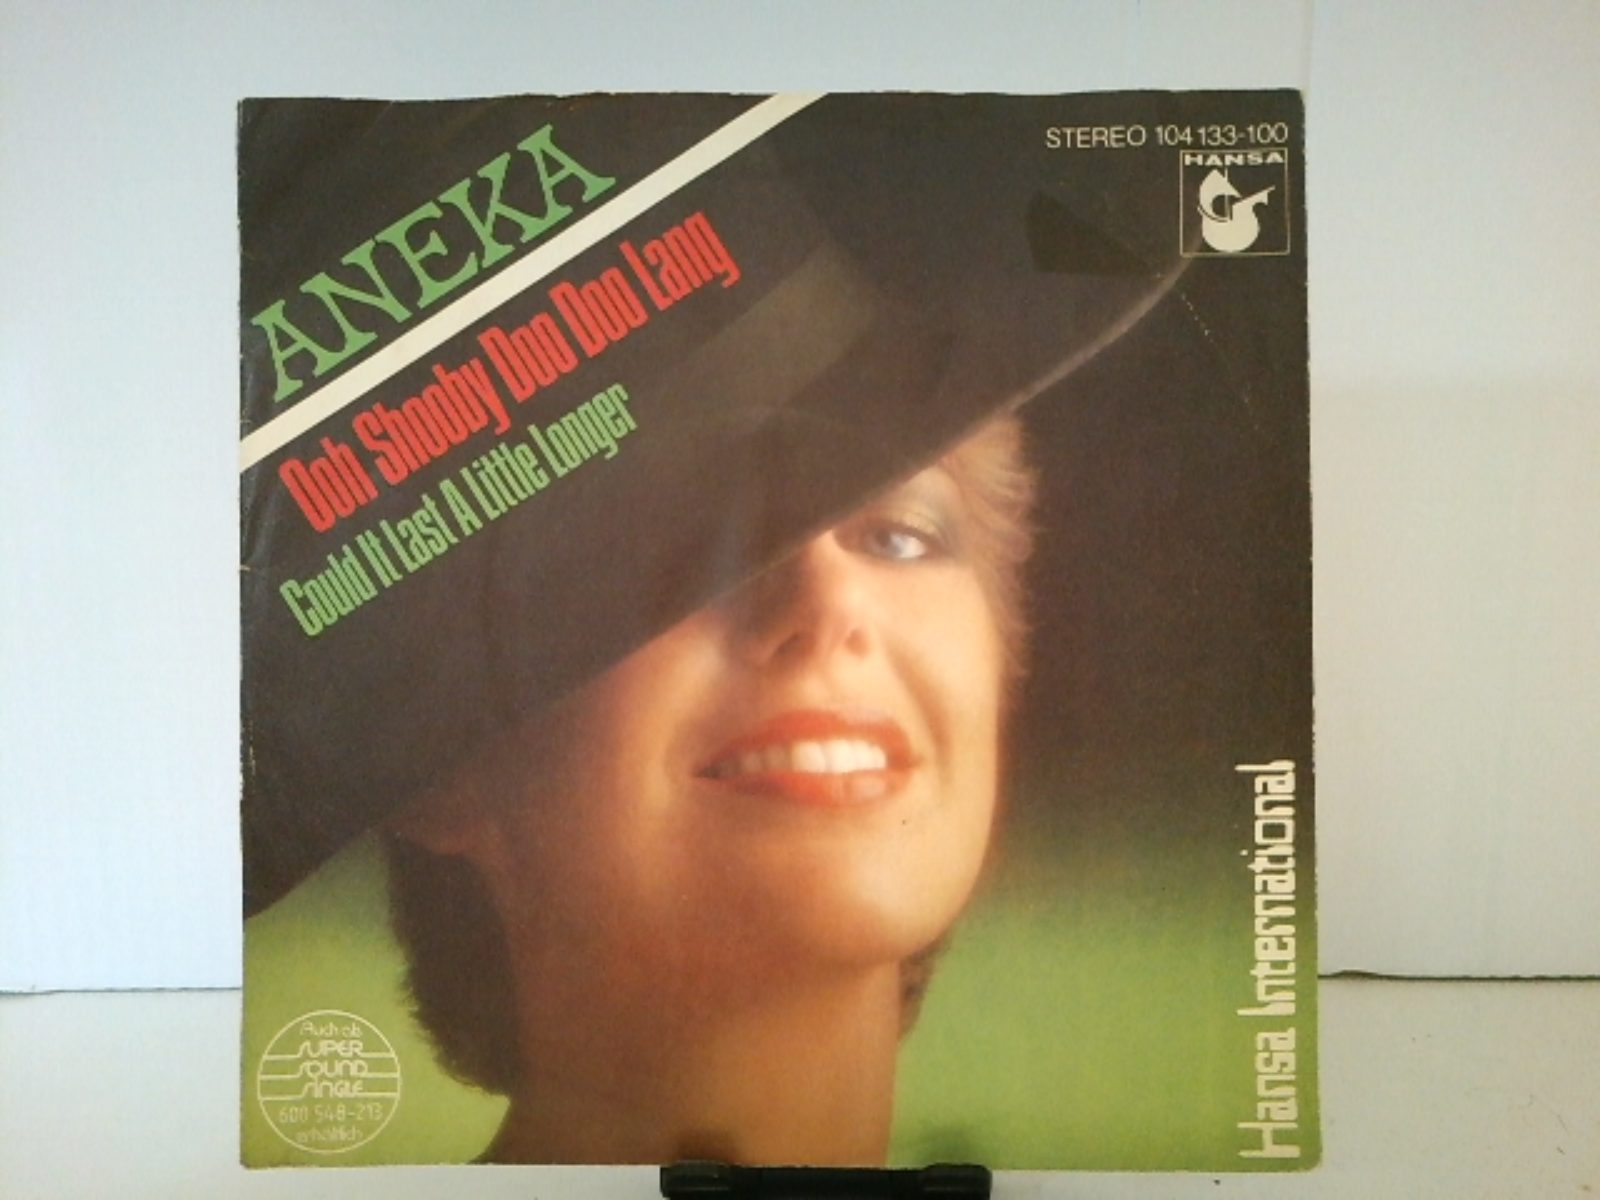 ANEKA
Ooh Shooby Doo Doo Lang
Could It Last A Little Longer
STEREO 104 133-100
HANSA
Hansa International
Auch als
SUPER
SOUND
SINGLE
600 548-213
erhältlich